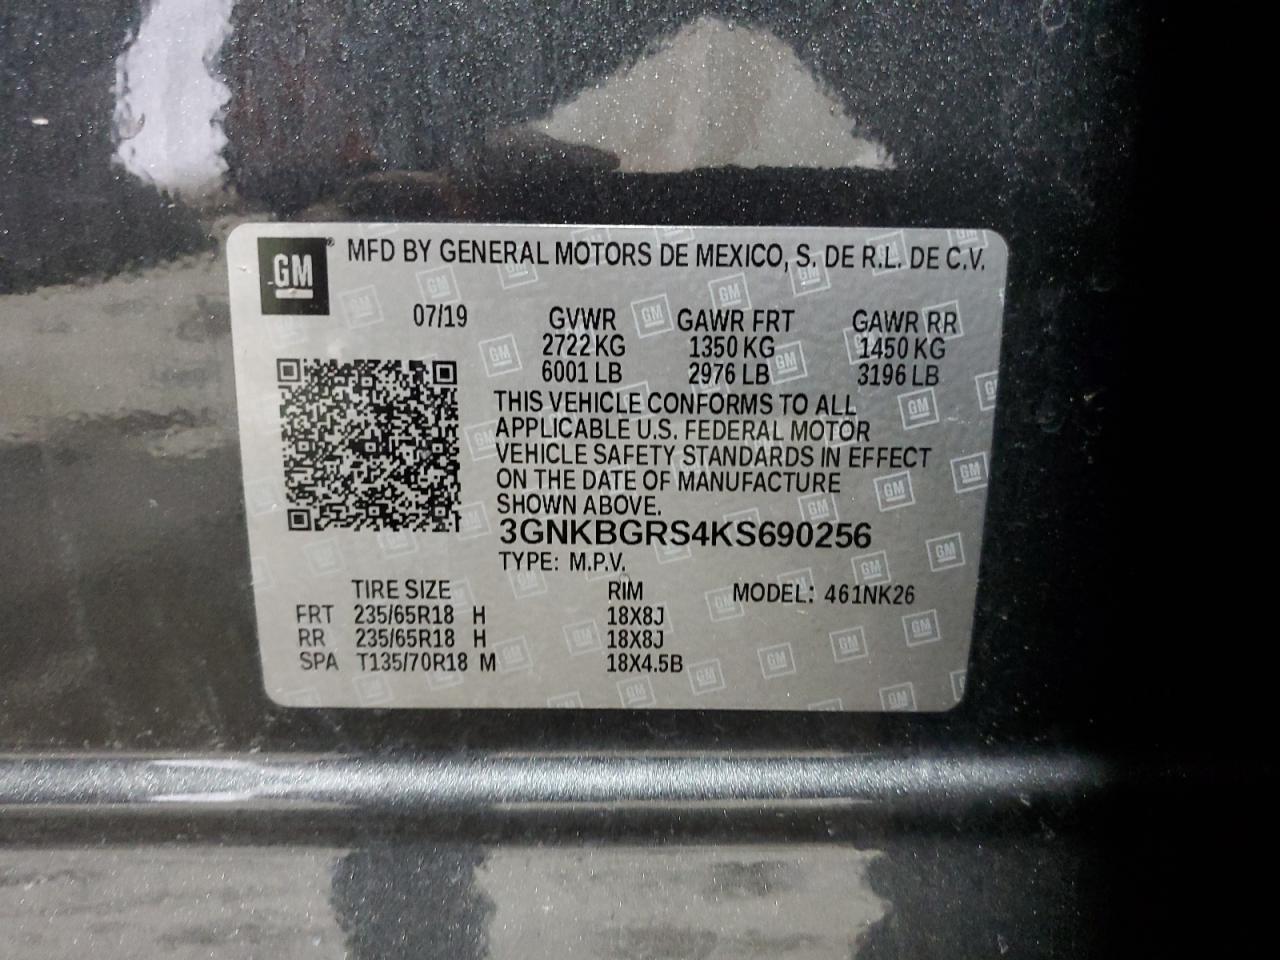 GM ® MFD BY GENERAL MOTORS DE MEXICO, S. DE R.L. DE C.V.
07/19 GVWR GAWR FRT GAWR RR
2722 KG 1350 KG 1450 KG
6001 LB 2976 LB 3196 LB
THIS VEHICLE CONFORMS TO ALL
APPLICABLE U.S. FEDERAL MOTOR
VEHICLE SAFETY STANDARDS IN EFFECT
ON THE DATE OF MANUFACTURE
SHOWN ABOVE.
3GNKBGRS4KS690256
TYPE: M.P.V.
TIRE SIZE RIM MODEL: 461NK26
FRT 235/65R18 H 18X8J
RR 235/65R18 H 18X8J
SPA T135/70R18 M 18X4.5B